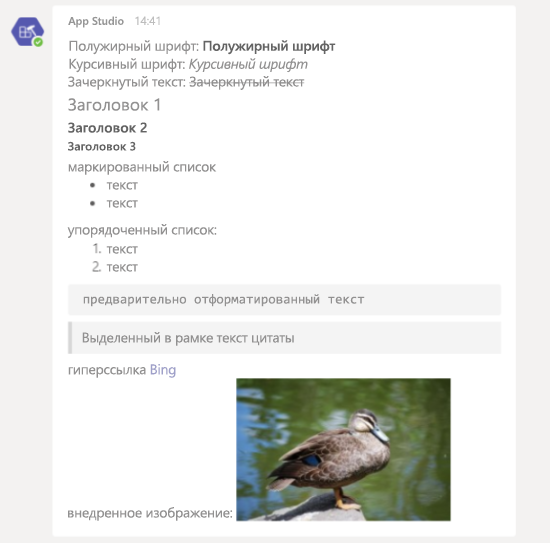 App Studio 14:41
Полужирный шрифт: Полужирный шрифт
Курсивный шрифт: Курсивный шрифт
Зачеркнутый текст: Зачеркнутый текст
Заголовок 1
Заголовок 2
Заголовок 3
маркированный список
• текст
• текст
упорядоченный список:
1. текст
2. текст
предварительно отформатированный текст
Выделенный в рамке текст цитаты
гиперссылка Bing
внедренное изображение: